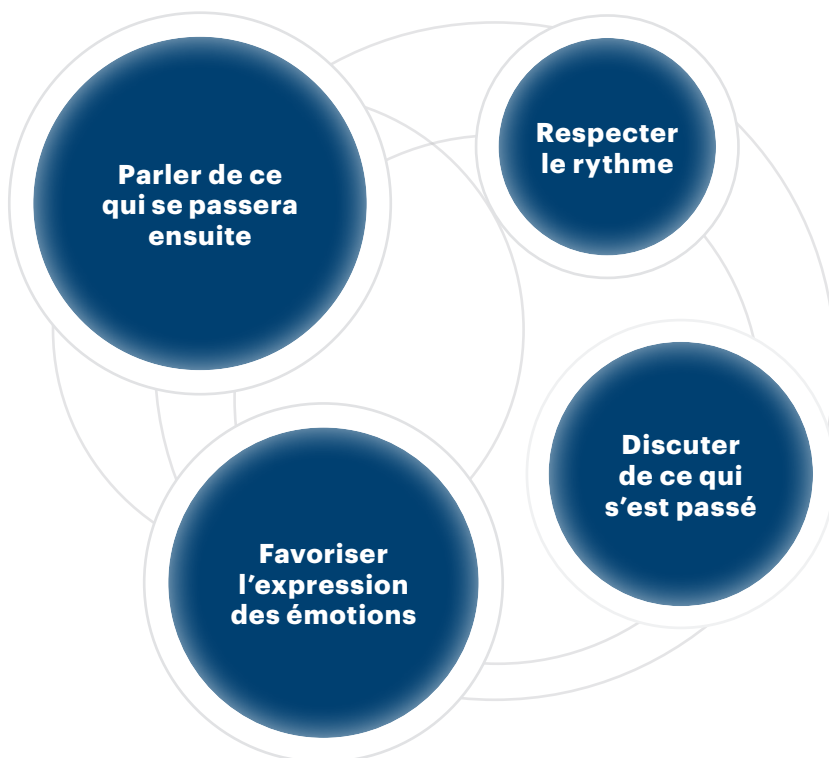 Parler de ce
qui se passera
ensuite
Respecter
le rythme
Discuter
de ce qui
s’est passé
Favoriser
l’expression
des émotions